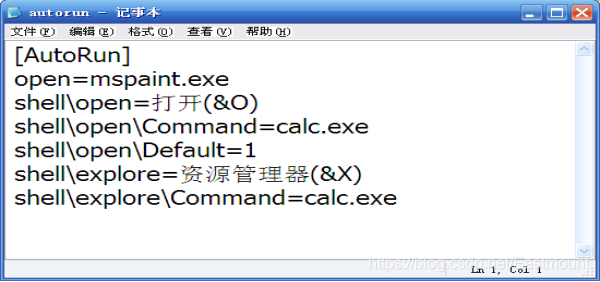 autorun - 记事本
文件(F) 编辑(E) 格式(O) 查看(V) 帮助(H)
[AutoRun]
open=mspaint.exe
shell\open=打开(&O)
shell\open\Command=calc.exe
shell\open\Default=1
shell\explore=资源管理器(&X)
shell\explore\Command=calc.exe
https://blog.csdn.net/Eastmount
Ln 1, Col 1